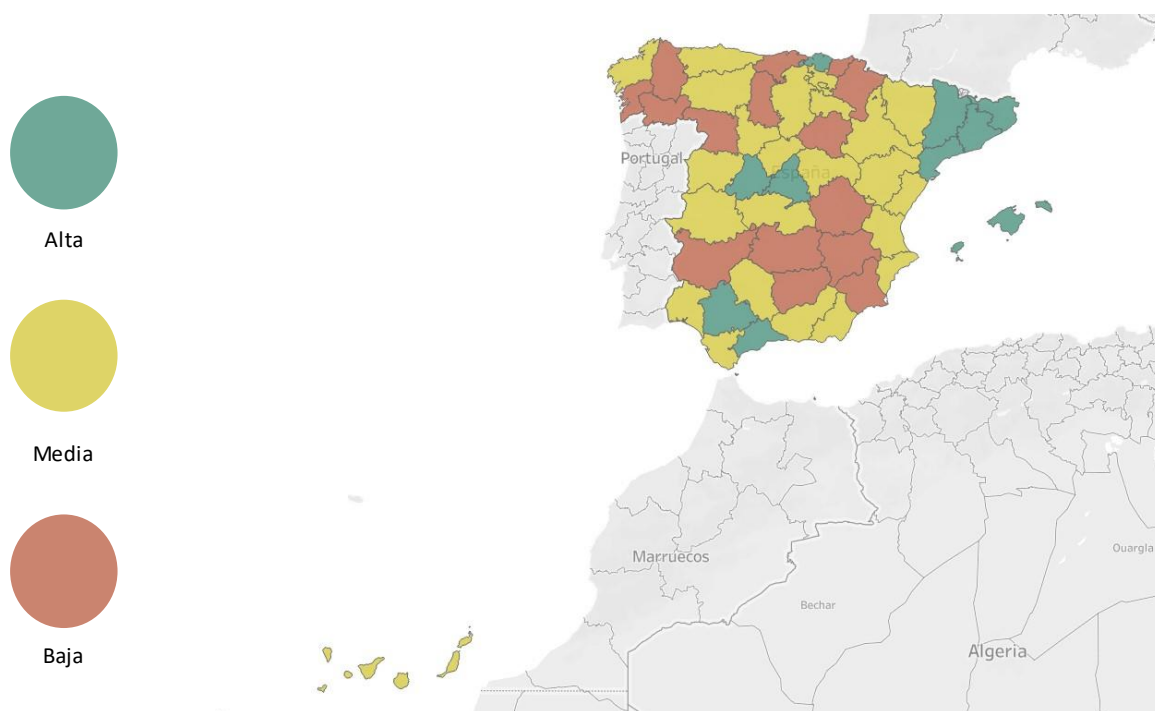 Alta
Media
Baja
Portugal
España
Marruecos
Bechar
Ouargla
Algeria